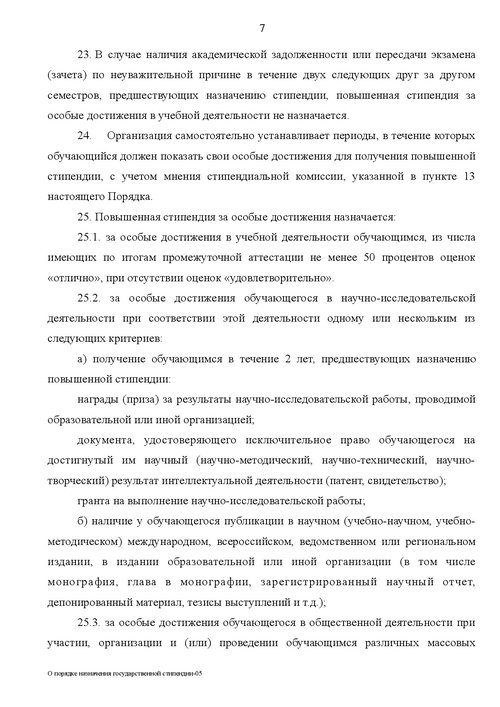 7
23. В случае наличия академической задолженности или пересдачи экзамена
(зачета) по неуважительной причине в течение двух следующих друг за другом
семестров, предшествующих назначению стипендии, повышенная стипендия за
особые достижения в учебной деятельности не назначается.
24. Организация самостоятельно устанавливает периоды, в течение которых
обучающийся должен показать свои особые достижения для получения повышенной
стипендии, с учетом мнения стипендиальной комиссии, указанной в пункте 13
настоящего Порядка.
25. Повышенная стипендия за особые достижения назначается:
25.1. за особые достижения в учебной деятельности обучающимся, из числа
имеющих по итогам промежуточной аттестации не менее 50 процентов оценок
«отлично», при отсутствии оценок «удовлетворительно».
25.2. за особые достижения обучающегося в научно-исследовательской
деятельности при соответствии этой деятельности одному или нескольким из
следующих критериев:
а) получение обучающимся в течение 2 лет, предшествующих назначению
повышенной стипендии:
награды (приза) за результаты научно-исследовательской работы, проводимой
образовательной или иной организацией;
документа, удостоверяющего исключительное право обучающегося на
достигнутый им научный (научно-методический, научно-технический, научно-
творческий) результат интеллектуальной деятельности (патент, свидетельство);
гранта на выполнение научно-исследовательской работы;
б) наличие у обучающегося публикации в научном (учебно-научном, учебно-
методическом) международном, всероссийском, ведомственном или региональном
издании, в издании образовательной или иной организации (в том числе
монография, глава в монографии, зарегистрированный научный отчет,
депонированный материал, тезисы выступлений и т.д.);
25.3. за особые достижения обучающегося в общественной деятельности при
участии, организации и (или) проведении обучающимся различных массовых
О порядке назначения государственной стипендии-05